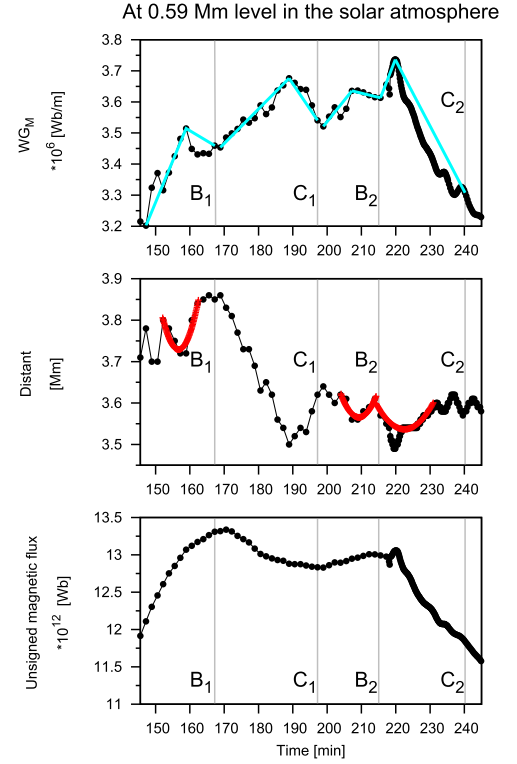 At 0.59 Mm level in the solar atmosphere
WG_M
*10^6 [Wb/m]
3.8
3.7
3.6
3.5
3.4
3.3
3.2
B_1 C_1 B_2 C_2
150 160 170 180 190 200 210 220 230 240
Distant
[Mm]
3.9
3.8
3.7
3.6
3.5
B_1 C_1 B_2 C_2
150 160 170 180 190 200 210 220 230 240
Unsigned magnetic flux
*10^12 [Wb]
13.5
13
12.5
12
11.5
11
B_1 C_1 B_2 C_2
150 160 170 180 190 200 210 220 230 240
Time [min]